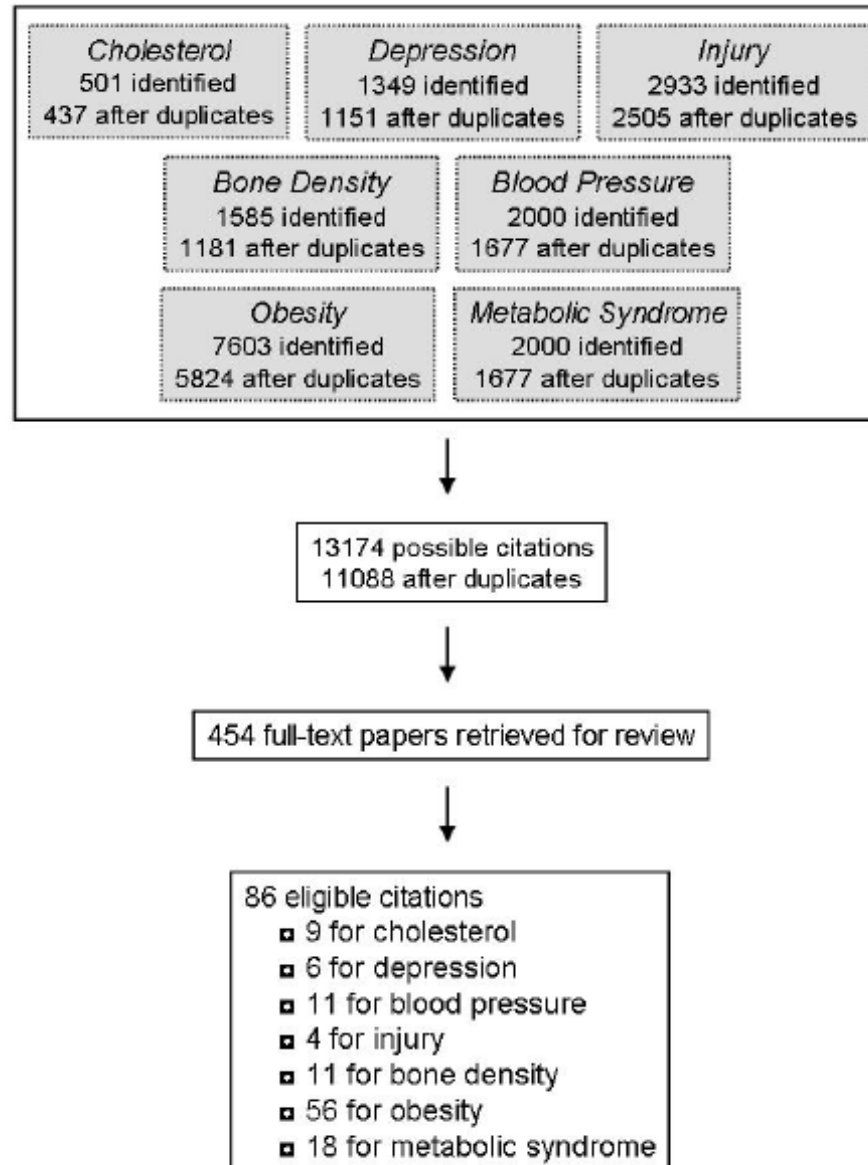 Cholesterol
501 identified
437 after duplicates
Depression
1349 identified
1151 after duplicates
Injury
2933 identified
2505 after duplicates
Bone Density
1585 identified
1181 after duplicates
Blood Pressure
2000 identified
1677 after duplicates
Obesity
7603 identified
5824 after duplicates
Metabolic Syndrome
2000 identified
1677 after duplicates
13174 possible citations
11088 after duplicates
454 full-text papers retrieved for review
86 eligible citations
9 for cholesterol
6 for depression
11 for blood pressure
4 for injury
11 for bone density
56 for obesity
18 for metabolic syndrome